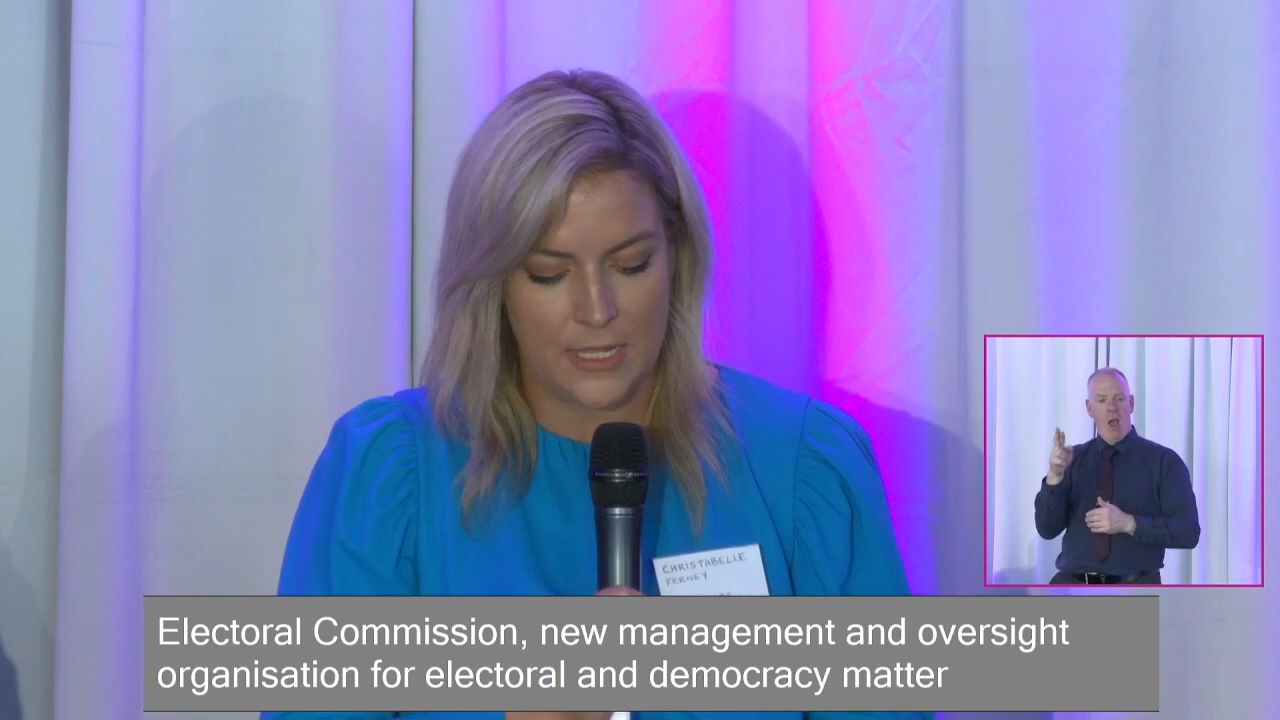 CHRISTABELLE
FERNEY
Electoral Commission, new management and oversight
organisation for electoral and democracy matter